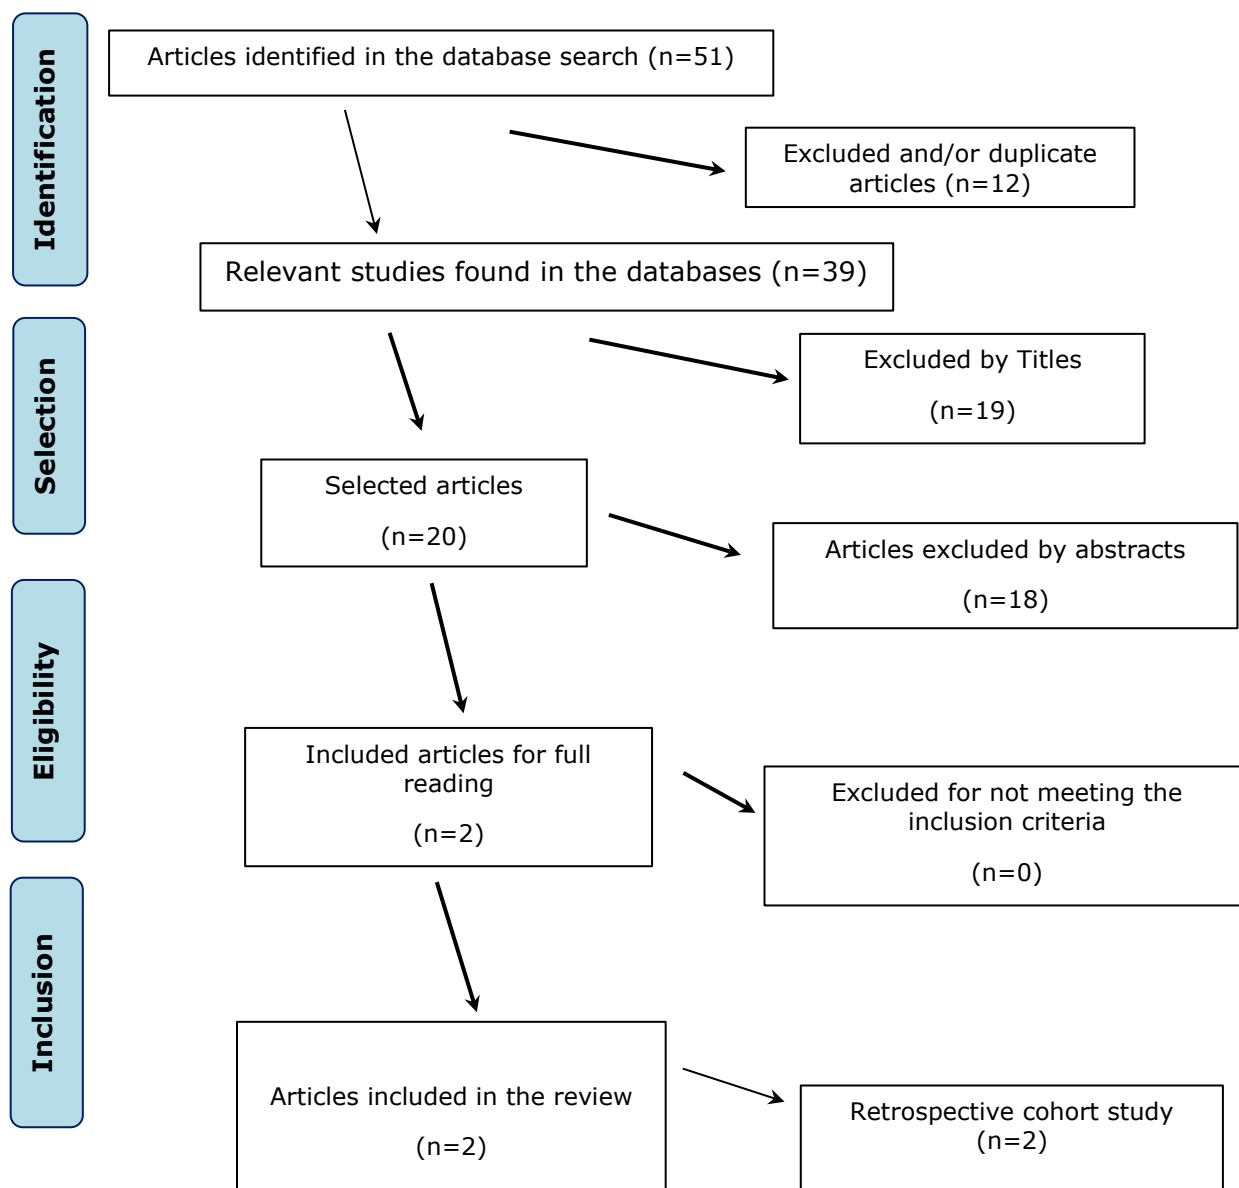 Identification
Articles identified in the database search (n=51)
Excluded and/or duplicate
articles (n=12)
Relevant studies found in the databases (n=39)
Selection
Excluded by Titles
(n=19)
Selected articles
(n=20)
Articles excluded by abstracts
(n=18)
Eligibility
Included articles for full
reading
(n=2)
Excluded for not meeting the
inclusion criteria
(n=0)
Inclusion
Articles included in the review
(n=2)
Retrospective cohort study
(n=2)